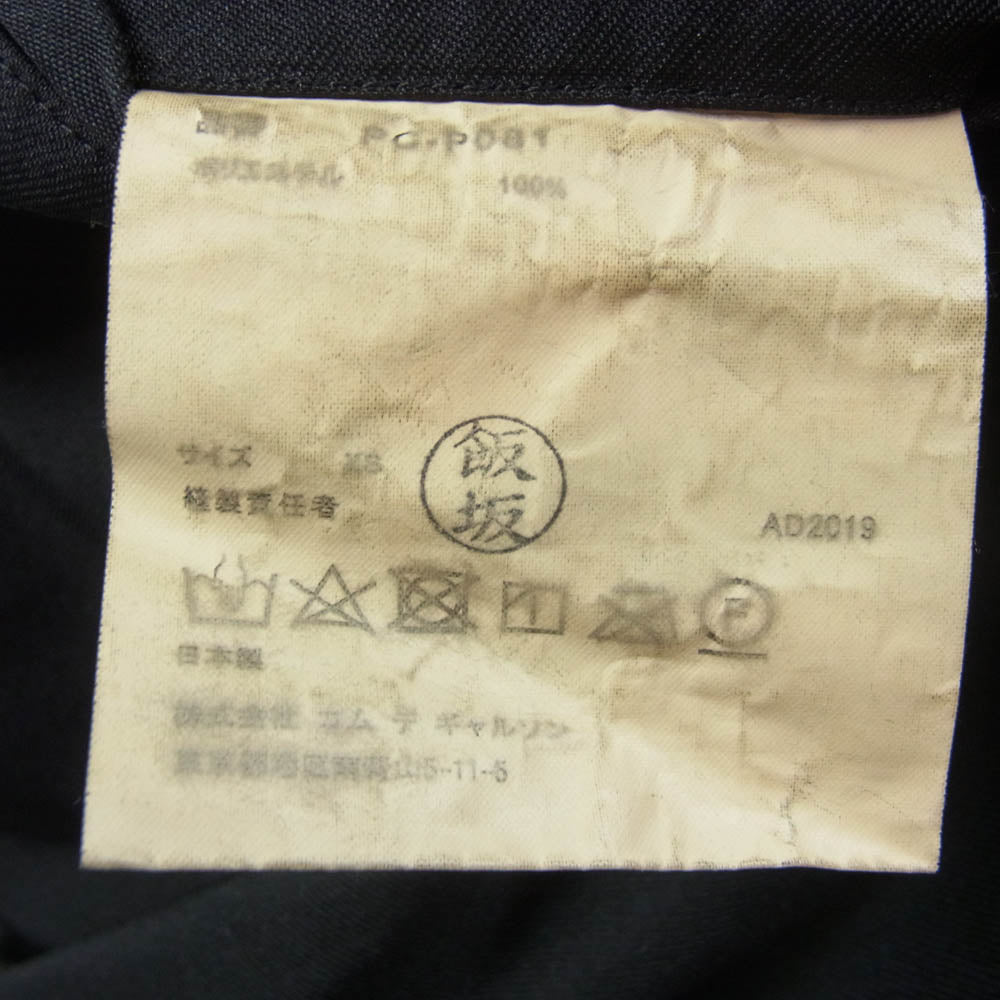 品番 PC-P081
ポリエステル 100%
サイズ XS
縫製責任者 飯坂
AD2019
日本製
株式会社 コム デ ギャルソン
東京都港区南青山5-11-5